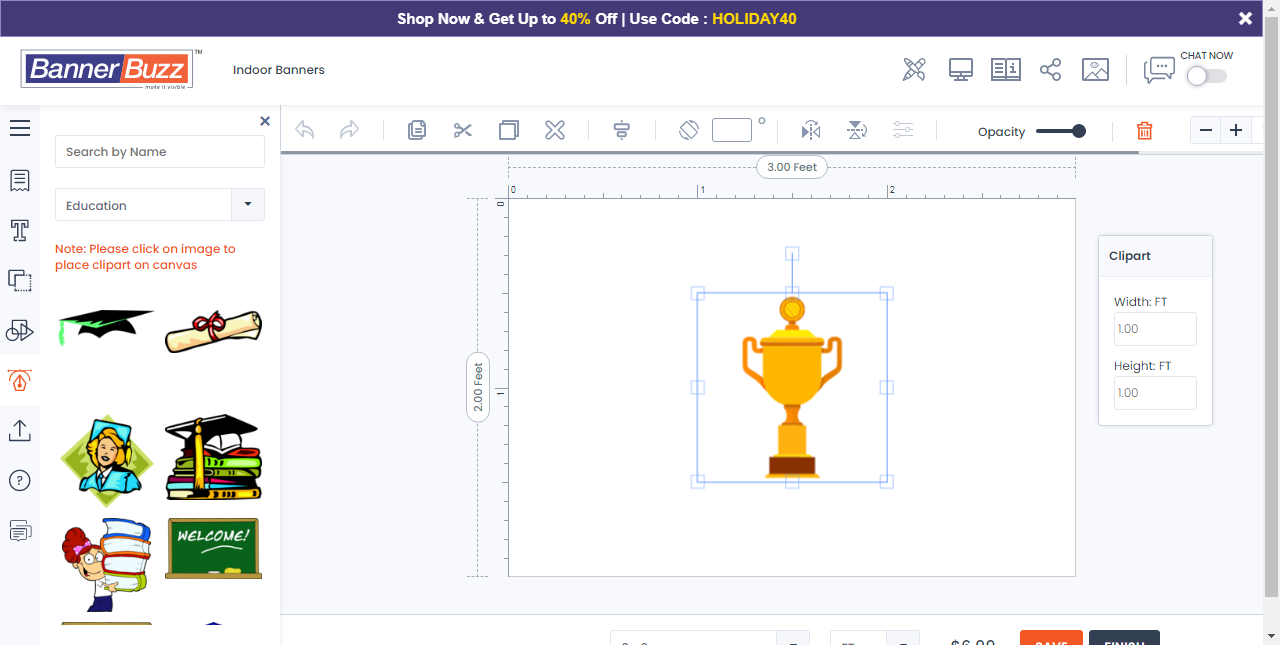 Shop Now & Get Up to 40% Off | Use Code : HOLIDAY40
BannerBuzz™
make it visible
Indoor Banners
CHAT NOW
Search by Name
Education
Note: Please click on image to
place clipart on canvas
WELCOME!
Opacity
3.00 Feet
0
1
2
0
1
2.00 Feet
Clipart
Width: FT
1.00
Height: FT
1.00
$6.99
SAVE
FINISH